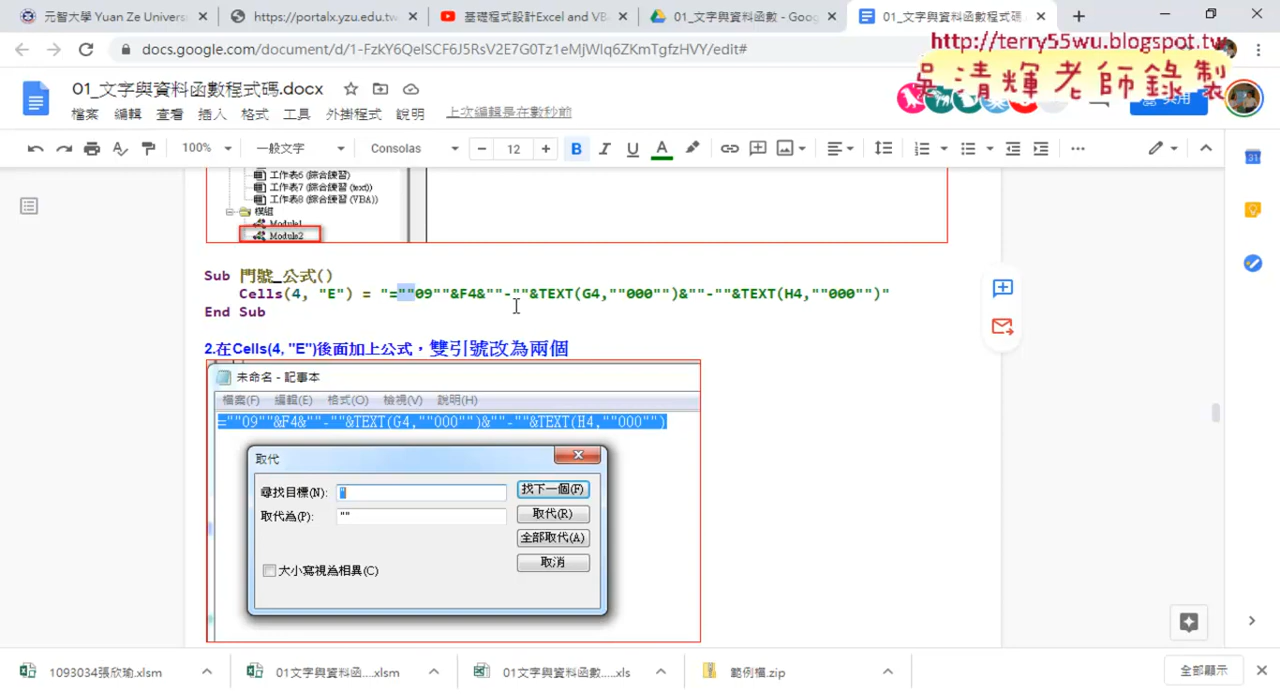 元智大學 Yuan Ze Univers
https://portalx.yzu.edu.tw
基礎程式設計Excel and VB
01_文字與資料函數 - Goog
01_文字與資料函數程式碼
docs.google.com/document/d/1-FzkY6QelSCF6J5RsV2E7G0Tz1eMjWlq6ZKmTgfzHVY/edit#
http://terry55wu.blogspot.tw
吳清輝老師錄製
01_文字與資料函數程式碼.docx
檔案 編輯 查看 插入 格式 工具 外掛程式 說明 上次編輯是在數秒前
100% 一般文字 Consolas 12 B I U A
工作表6 (綜合練習)
工作表7 (綜合練習 (text))
工作表8 (綜合練習 (VBA))
模組
Module1
Module2
Sub 門號_公式()
Cells(4, "E") = "=""09""&F4&""-""&TEXT(G4,""000"")&""-""&TEXT(H4,""000"")"
End Sub
2.在Cells(4, "E")後面加上公式，雙引號改為兩個
未命名 - 記事本
檔案(F) 編輯(E) 格式(O) 檢視(V) 說明(H)
=""09""&F4&""-""&TEXT(G4,""000"")&""-""&TEXT(H4,""000"")
取代
尋找目標(N): " 找下一個(F)
取代為(P): "" 取代(R)
全部取代(A)
取消
大小寫視為相異(C)
1093034張欣瑜.xlsm
01文字與資料函....xlsm
01文字與資料函數.....xls
範例檔.zip
全部顯示